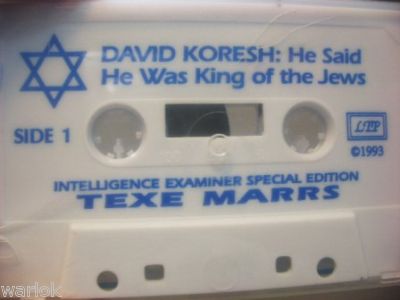 DAVID KORESH: He Said
He Was King of the Jews
SIDE 1
LTP
©1993
INTELLIGENCE EXAMINER SPECIAL EDITION
TEXE MARRS
warlok